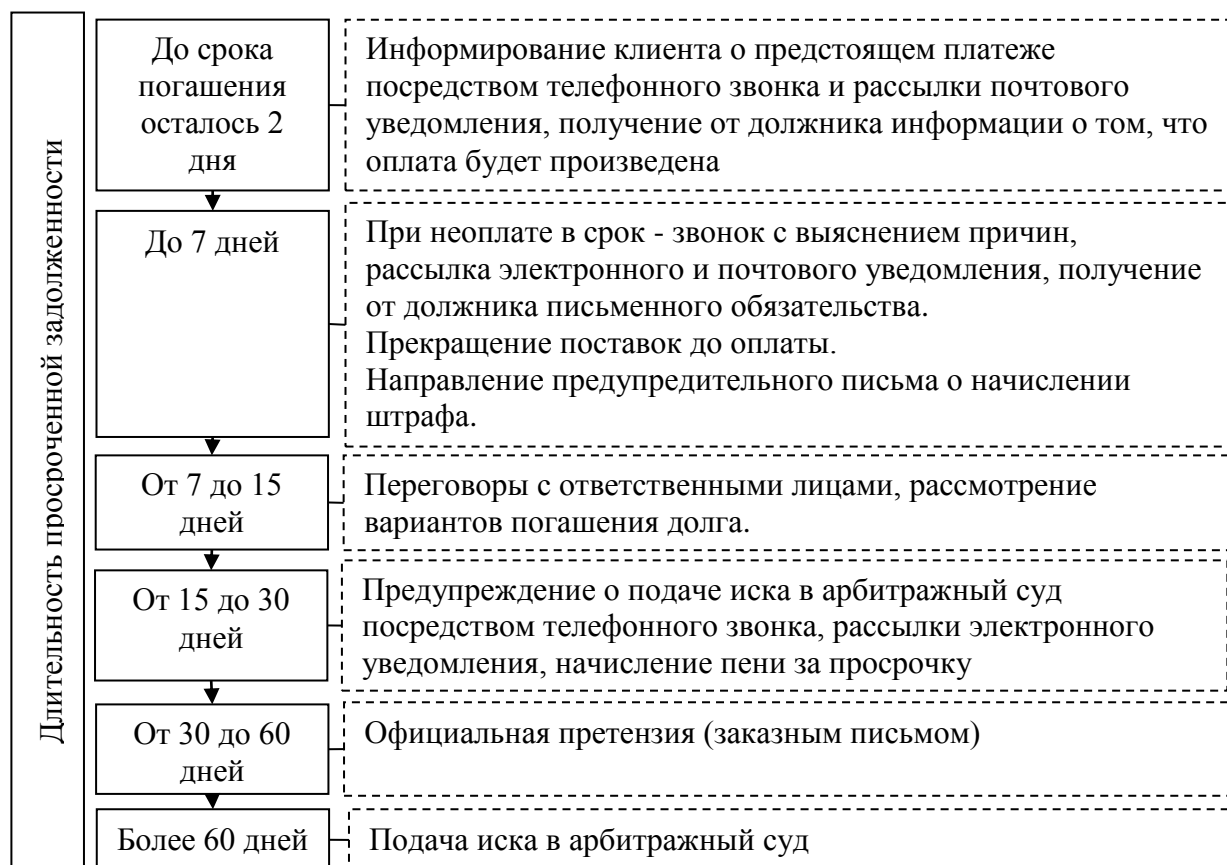 Длительность просроченной задолженности
До срока
погашения
осталось 2
дня
Информирование клиента о предстоящем платеже
посредством телефонного звонка и рассылки почтового
уведомления, получение от должника информации о том, что
оплата будет произведена
До 7 дней
При неоплате в срок - звонок с выяснением причин,
рассылка электронного и почтового уведомления, получение
от должника письменного обязательства.
Прекращение поставок до оплаты.
Направление предупредительного письма о начислении
штрафа.
От 7 до 15
дней
Переговоры с ответственными лицами, рассмотрение
вариантов погашения долга.
От 15 до 30
дней
Предупреждение о подаче иска в арбитражный суд
посредством телефонного звонка, рассылки электронного
уведомления, начисление пени за просрочку
От 30 до 60
дней
Официальная претензия (заказным письмом)
Более 60 дней
Подача иска в арбитражный суд